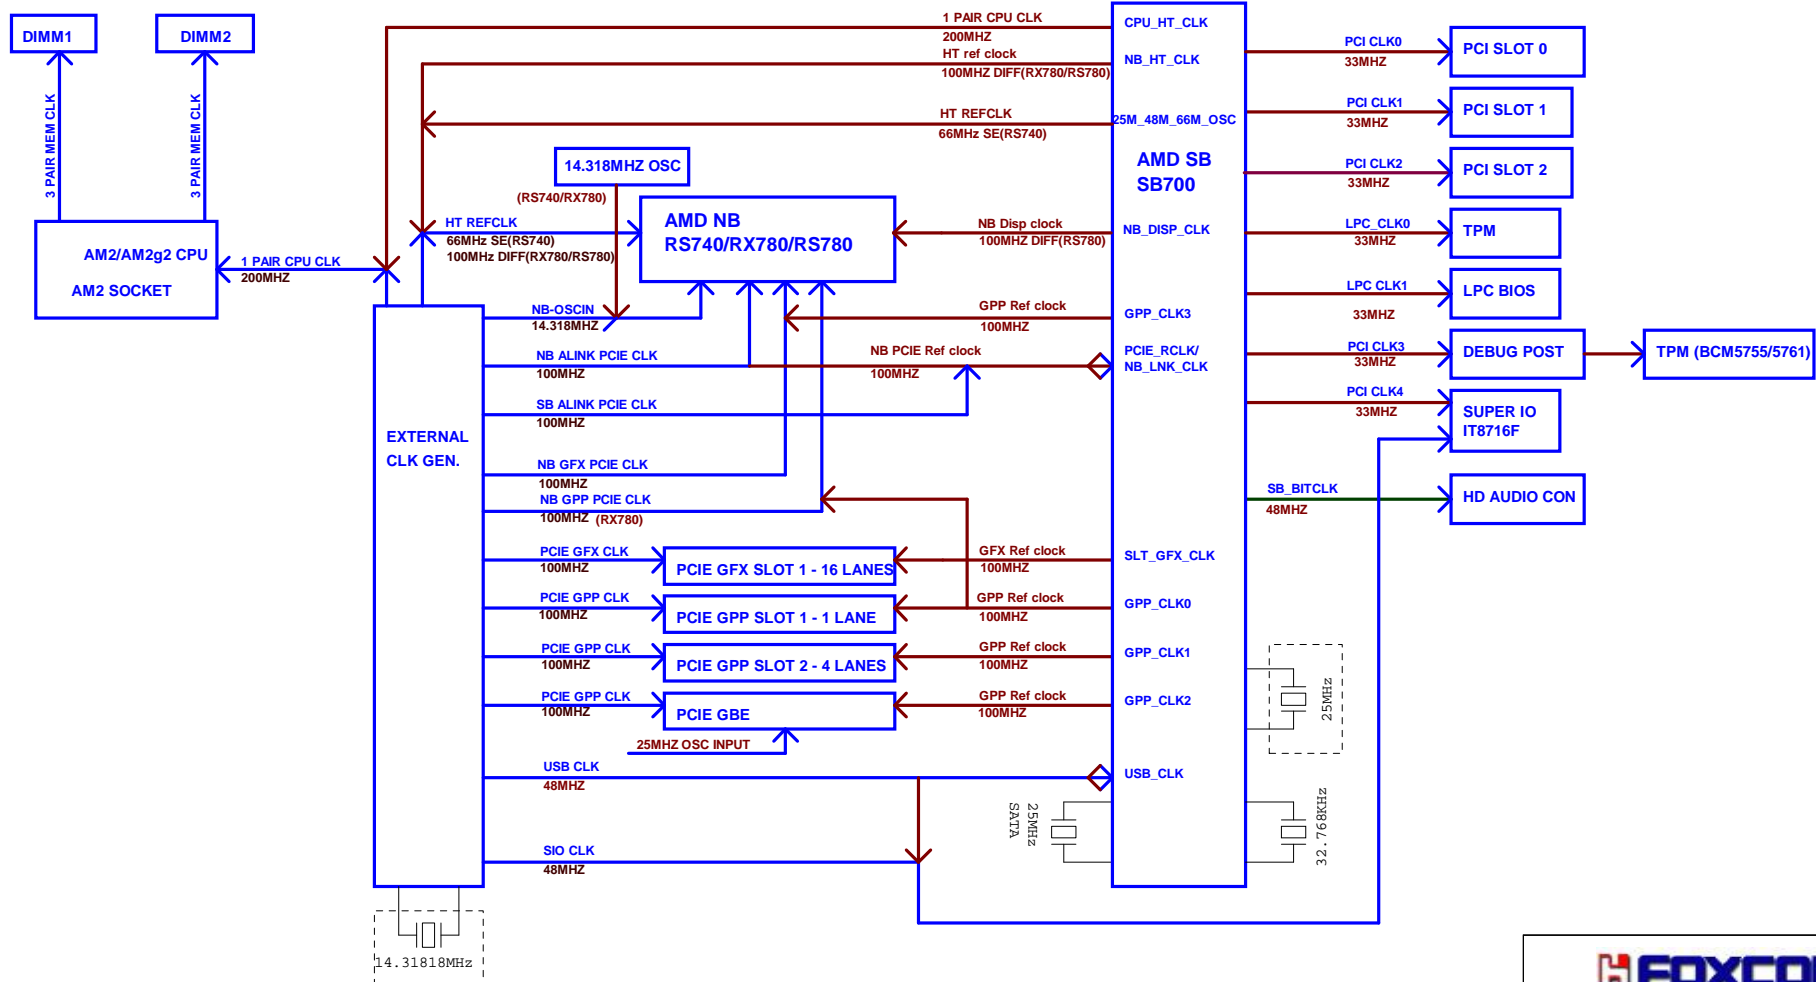 DIMM1
DIMM2
3 PAIR MEM CLK
3 PAIR MEM CLK
AM2/AM2g2 CPU
AM2 SOCKET
1 PAIR CPU CLK
200MHZ
1 PAIR CPU CLK
200MHZ
HT ref clock
100MHZ DIFF(RX780/RS780)
HT REFCLK
66MHz SE(RS740)
14.318MHZ OSC
(RS740/RX780)
HT REFCLK
66MHz SE(RS740)
100MHz DIFF(RX780/RS780)
AMD NB
RS740/RX780/RS780
NB Disp clock
100MHZ DIFF(RS780)
NB-OSCIN
14.318MHZ
GPP Ref clock
100MHZ
NB ALINK PCIE CLK
100MHZ
NB PCIE Ref clock
100MHZ
SB ALINK PCIE CLK
100MHZ
EXTERNAL
CLK GEN.
NB GFX PCIE CLK
100MHZ
NB GPP PCIE CLK
100MHZ (RX780)
PCIE GFX CLK
100MHZ
PCIE GFX SLOT 1 - 16 LANES
GFX Ref clock
100MHZ
PCIE GPP CLK
100MHZ
PCIE GPP SLOT 1 - 1 LANE
GPP Ref clock
100MHZ
PCIE GPP CLK
100MHZ
PCIE GPP SLOT 2 - 4 LANES
GPP Ref clock
100MHZ
PCIE GPP CLK
100MHZ
PCIE GBE
GPP Ref clock
100MHZ
25MHZ OSC INPUT
USB CLK
48MHZ
SIO CLK
48MHZ
14.31818MHz
CPU_HT_CLK
NB_HT_CLK
25M_48M_66M_OSC
AMD SB
SB700
NB_DISP_CLK
GPP_CLK3
PCIE_RCLK/
NB_LNK_CLK
SLT_GFX_CLK
GPP_CLK0
GPP_CLK1
GPP_CLK2
USB_CLK
25MHz
SATA
25MHz
32.768KHz
PCI CLK0
33MHZ
PCI SLOT 0
PCI CLK1
33MHZ
PCI SLOT 1
PCI CLK2
33MHZ
PCI SLOT 2
LPC_CLK0
33MHZ
TPM
LPC CLK1
33MHZ
LPC BIOS
PCI CLK3
33MHZ
DEBUG POST
TPM (BCM5755/5761)
PCI CLK4
33MHZ
SUPER IO
IT8716F
SB_BITCLK
48MHZ
HD AUDIO CON